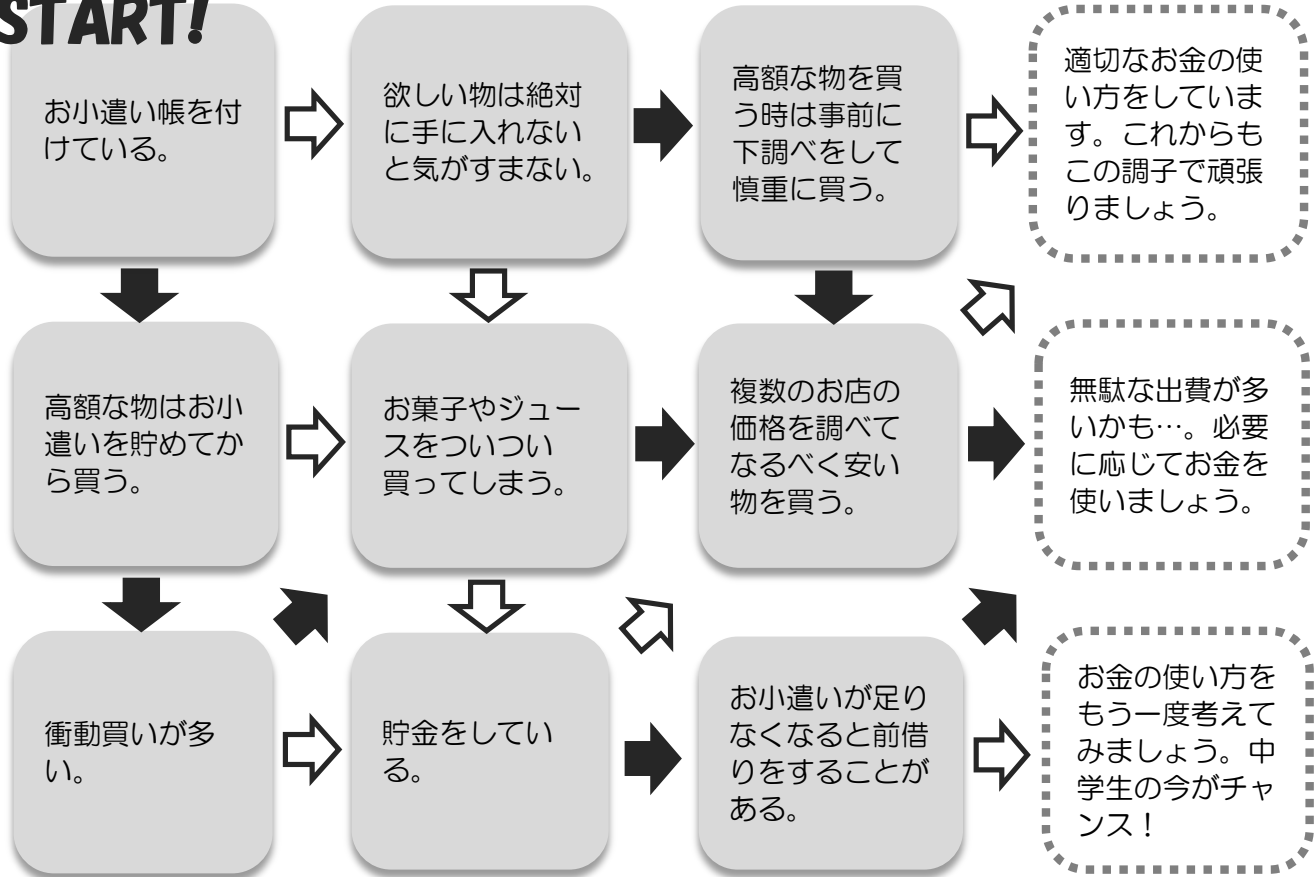 START!
お小遣い帳を付
けている。
欲しい物は絶対
に手に入れない
と気がすまない。
高額な物を買
う時は事前に
下調べをして
慎重に買う。
適切なお金の使
い方をしていま
す。これからも
この調子で頑張
りましょう。
高額な物はお小
遣いを貯めてか
ら買う。
お菓子やジュー
スをついつい
買ってしまう。
複数のお店の
価格を調べて
なるべく安い
物を買う。
無駄な出費が多
いかも…。必要
に応じてお金を
使いましょう。
衝動買いが多
い。
貯金をしてい
る。
お小遣いが足り
なくなると前借
りをすることが
ある。
お金の使い方を
もう一度考えて
みましょう。中
学生の今がチャ
ンス！